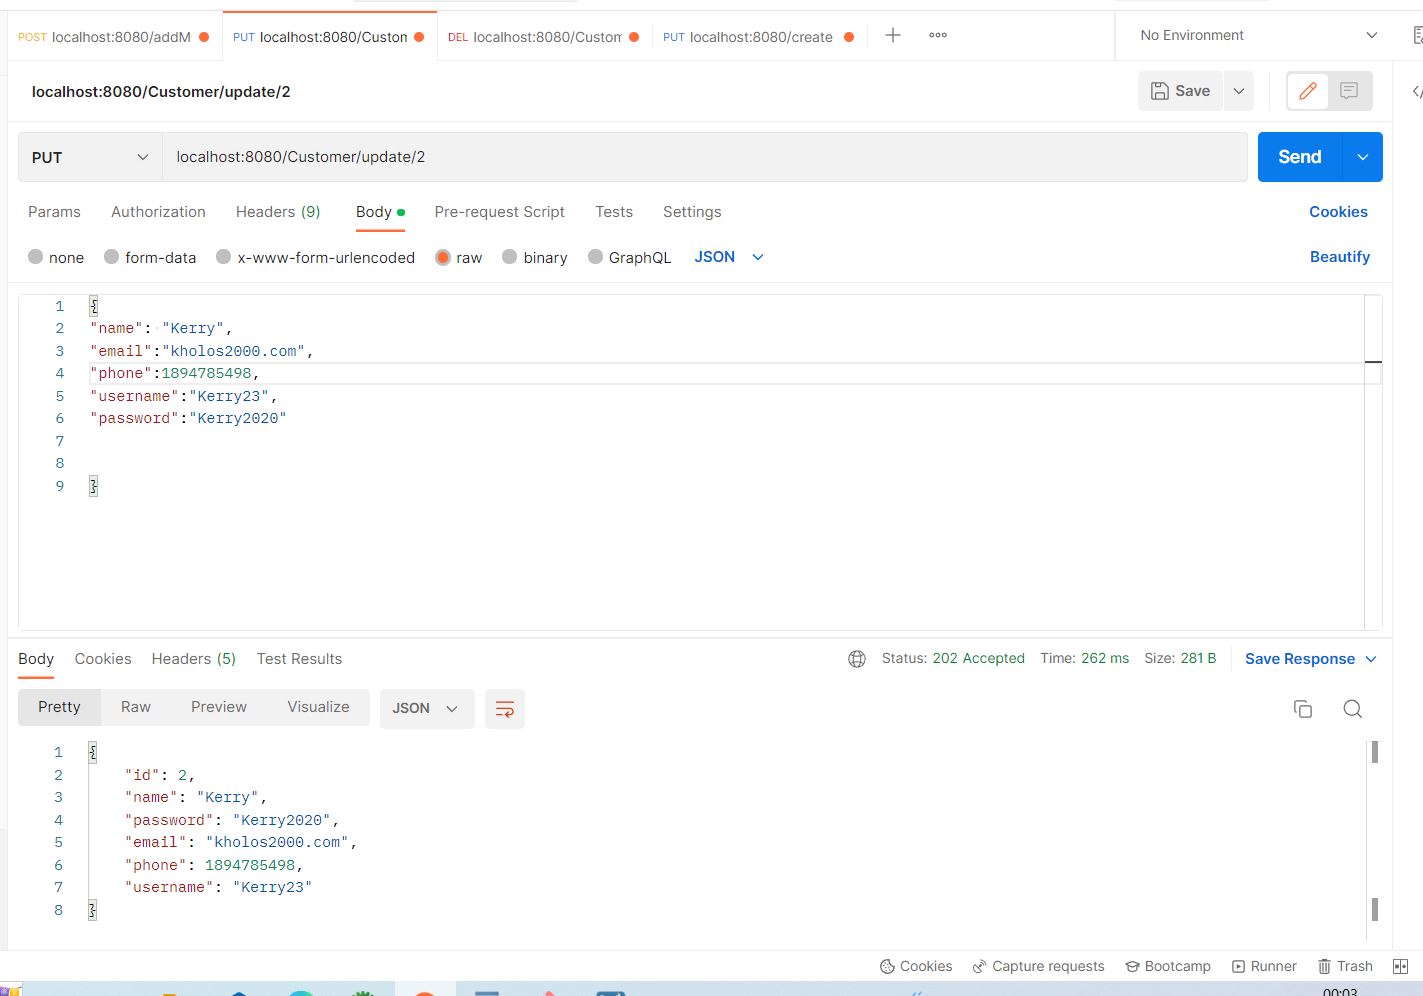 POST localhost:8080/addM
PUT localhost:8080/Custom
DEL localhost:8080/Custom
PUT localhost:8080/create
No Environment
localhost:8080/Customer/update/2
Save
PUT
localhost:8080/Customer/update/2
Send
Params Authorization Headers (9) Body Pre-request Script Tests Settings Cookies
none form-data x-www-form-urlencoded raw binary GraphQL JSON Beautify
1 {
2 "name": "Kerry",
3 "email":"kholos2000.com",
4 "phone":1894785498,
5 "username":"Kerry23",
6 "password":"Kerry2020"
7
8
9 }
Body Cookies Headers (5) Test Results Status: 202 Accepted Time: 262 ms Size: 281 B Save Response
Pretty Raw Preview Visualize JSON
1 {
2 "id": 2,
3 "name": "Kerry",
4 "password": "Kerry2020",
5 "email": "kholos2000.com",
6 "phone": 1894785498,
7 "username": "Kerry23"
8 }
Cookies Capture requests Bootcamp Runner Trash
00:03